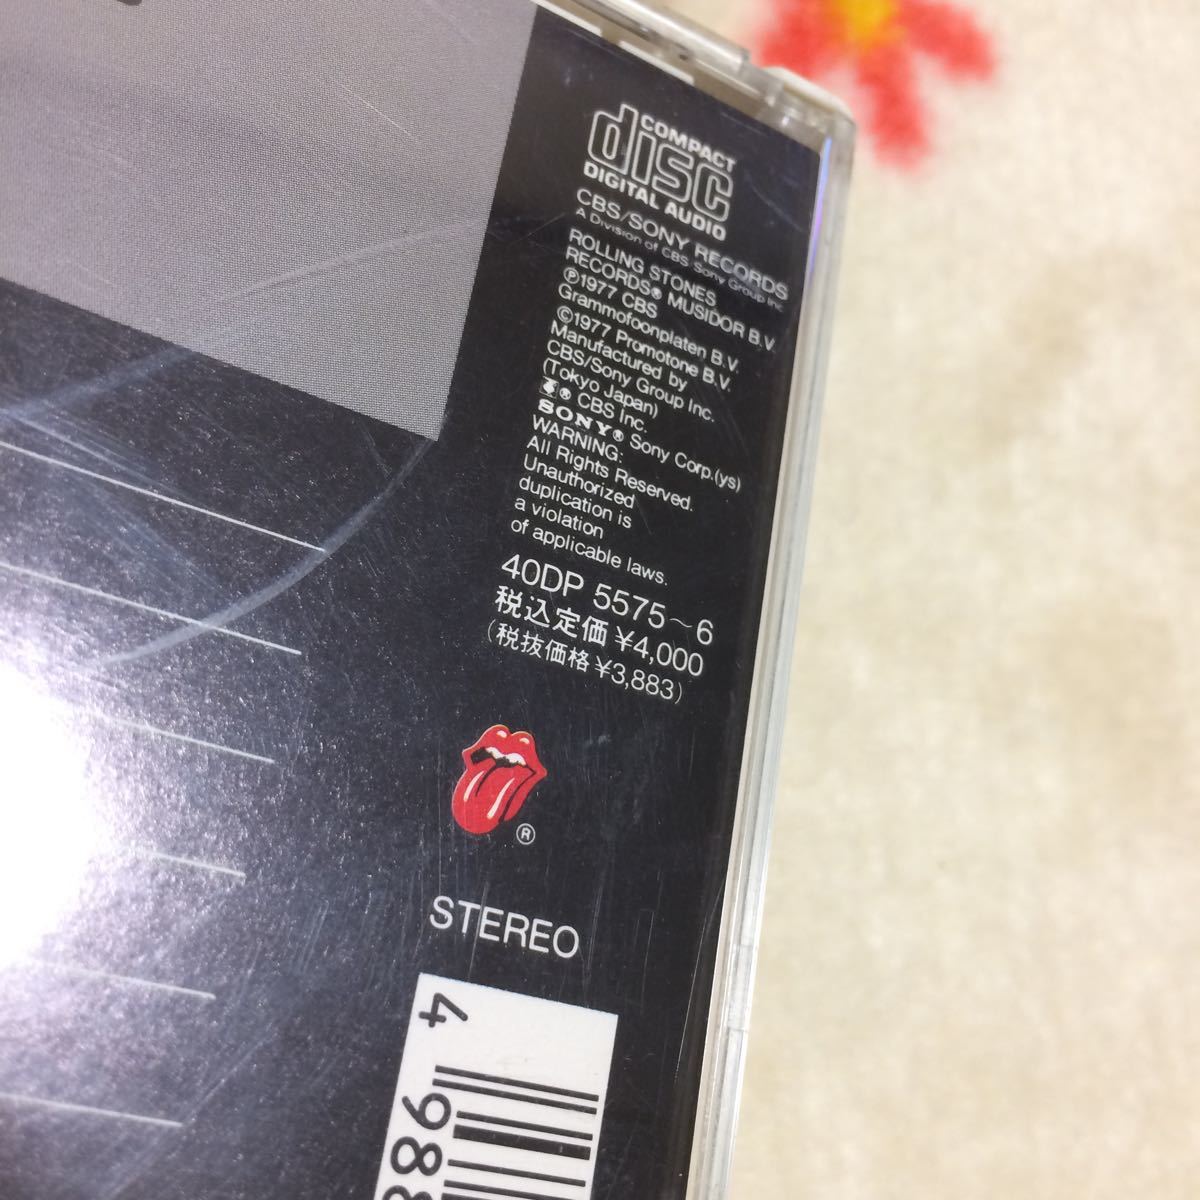 COMPACT
disc
DIGITAL AUDIO
CBS/SONY RECORDS
A Division of CBS Sony Group Inc.
ROLLING STONES
RECORDS® MUSIDOR B.V.
℗1977 CBS
Grammofoonplaten B.V.
©1977 Promotone B.V.
Manufactured by
CBS/Sony Group Inc.
(Tokyo Japan)
® CBS Inc.
SONY® Sony Corp.(ys)
WARNING:
All Rights Reserved.
Unauthorized
duplication is
a violation
of applicable laws.
40DP 5575~6
税込定価¥4,000
(税抜価格¥3,883)
®
STEREO
4 988